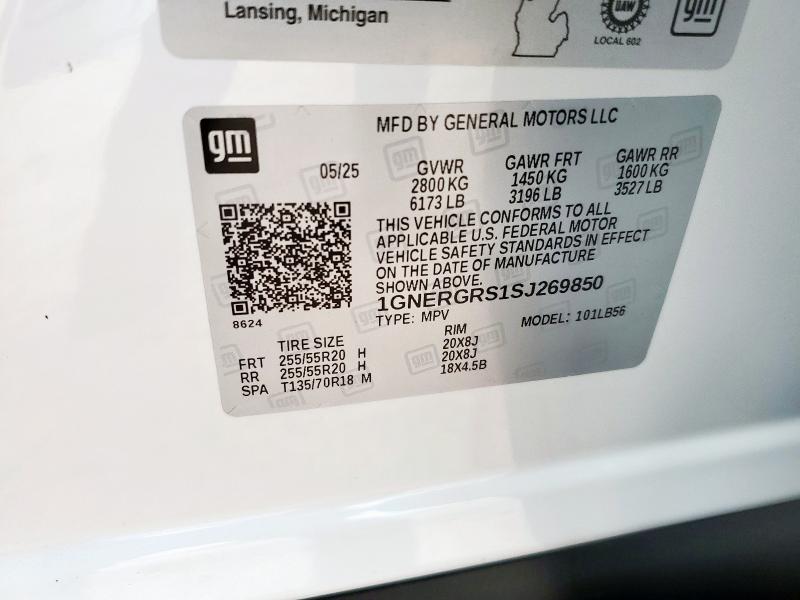 Lansing, Michigan
UAW
LOCAL 602
gm
gm
MFD BY GENERAL MOTORS LLC
05/25
GVWR GAWR FRT GAWR RR
2800 KG 1450 KG 1600 KG
6173 LB 3196 LB 3527 LB
THIS VEHICLE CONFORMS TO ALL
APPLICABLE U.S. FEDERAL MOTOR
VEHICLE SAFETY STANDARDS IN EFFECT
ON THE DATE OF MANUFACTURE
SHOWN ABOVE.
1GNERGRS1SJ269850
8624
TYPE: MPV MODEL: 101LB56
TIRE SIZE RIM
FRT 255/55R20 H 20X8J
RR 255/55R20 H 20X8J
SPA T135/70R18 M 18X4.5B